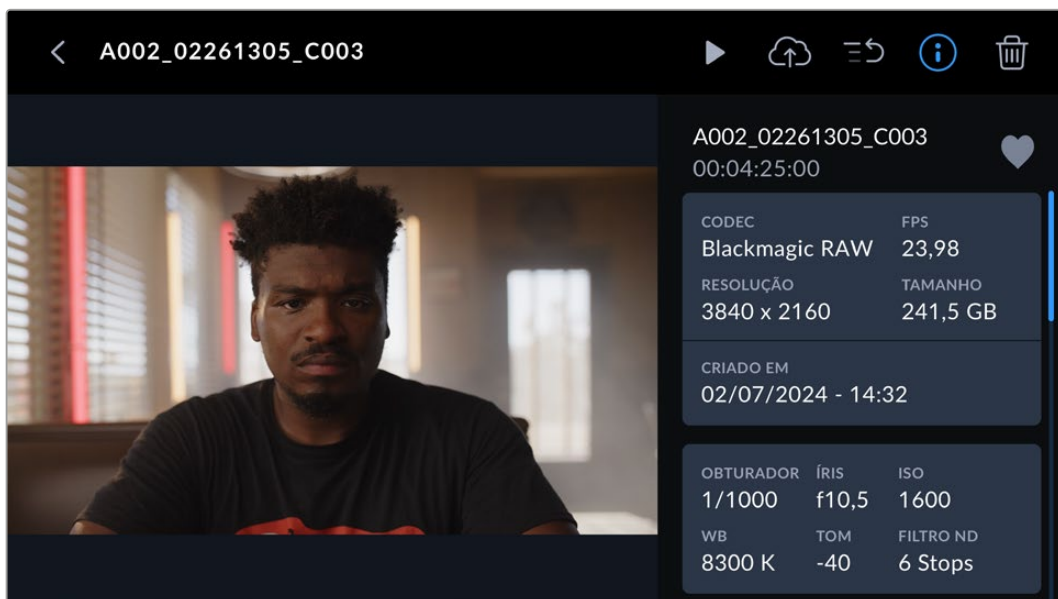 A002_02261305_C003
A002_02261305_C003
00:04:25:00
CODEC FPS
Blackmagic RAW 23,98
RESOLUÇÃO TAMANHO
3840 x 2160 241,5 GB
CRIADO EM
02/07/2024 - 14:32
OBTURADOR ÍRIS ISO
1/1000 f10,5 1600
WB TOM FILTRO ND
8300 K -40 6 Stops